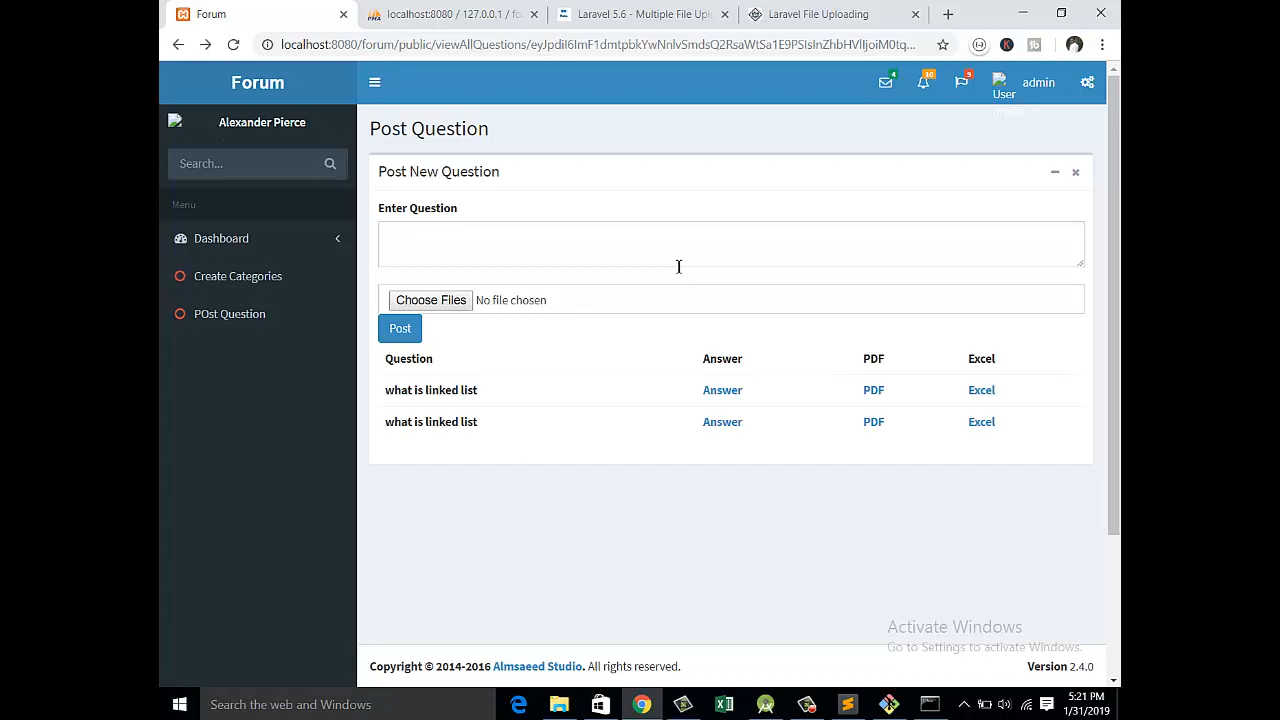 Forum
localhost:8080 / 127.0.0.1 / fo
Laravel 5.6 - Multiple File Upl
Laravel File Uploading
localhost:8080/forum/public/viewAllQuestions/eyJpdiI6ImF1dmtpbkYwNnlvSmdsQ2RsaWtSa1E9PSIsInZhbHVlIjoiM0tq...
Forum
4
10
9
User
Image
admin
Alexander Pierce
Search...
Menu
Dashboard
Create Categories
POst Question
Post Question
Post New Question
Enter Question
Choose Files No file chosen
Post
Question Answer PDF Excel
what is linked list Answer PDF Excel
what is linked list Answer PDF Excel
Activate Windows
Go to Settings to activate Windows.
Copyright © 2014-2016 Almsaeed Studio. All rights reserved.
Version 2.4.0
Search the web and Windows
5:21 PM
1/31/2019